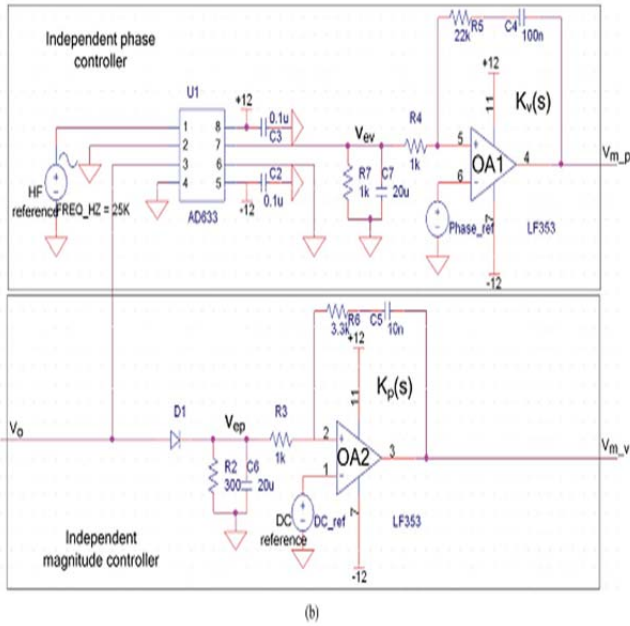 Independent phase
controller
U1
1
2
3
4
8
7
6
5
AD633
HF
reference
FREQ_HZ = 25K
+12
0.1u
C3
C2
0.1u
-12
Vev
R7
1k
C7
20u
R4
1k
R5
22k
C4
100n
+12
11
Kv(s)
5
+
OA1
4
6
-
7
Phase_ref
LF353
-12
Vm_p
Vo
D1
Vep
R2
300
C6
20u
R3
1k
R6
3.3k
C5
10n
+12
11
Kp(s)
2
+
OA2
3
1
-
7
DC
reference
DC_ref
LF353
-12
Vm_v
Independent
magnitude controller
(b)